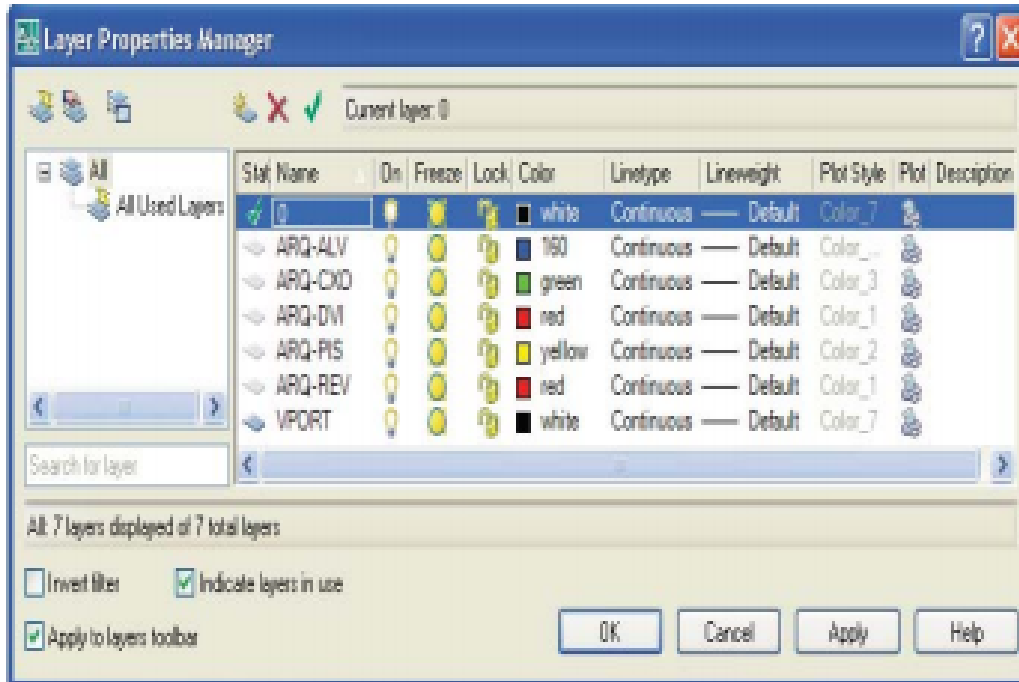 Layer Properties Manager
Current layer: 0
All
All Used Layers
Stat Name On Freeze Lock Color Linetype Lineweight Plot Style Plot Description
0 white Continuous Default Color_7
ARQ-ALV 160 Continuous Default Color_...
ARQ-CXO green Continuous Default Color_3
ARQ-DVI red Continuous Default Color_1
ARQ-PIS yellow Continuous Default Color_2
ARQ-REV red Continuous Default Color_1
VPORT white Continuous Default Color_7
Search for layer
All: 7 layers displayed of 7 total layers
Invert filter Indicate layers in use
Apply to layers toolbar
OK Cancel Apply Help